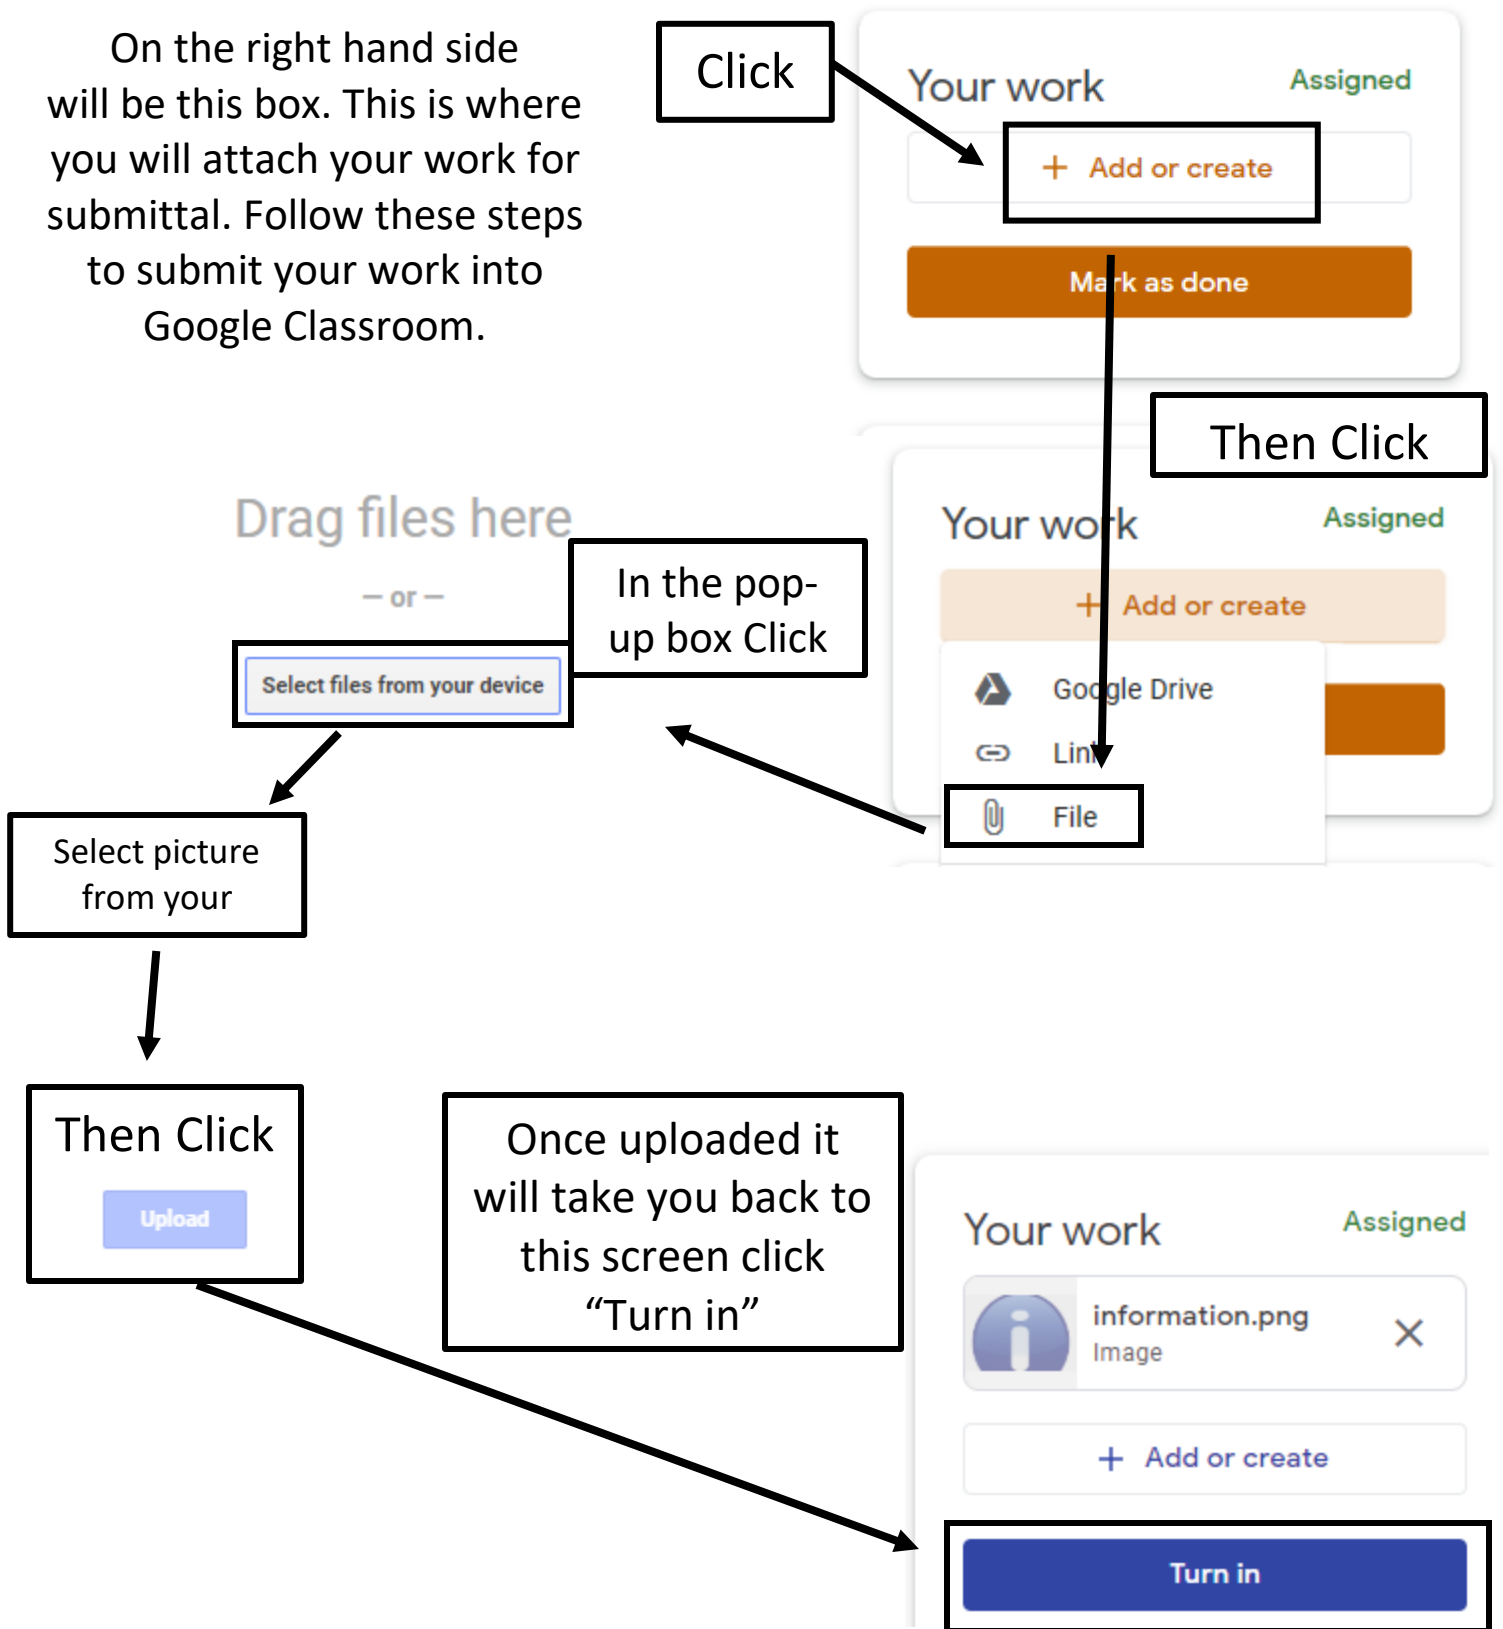 On the right hand side
will be this box. This is where
you will attach your work for
submittal. Follow these steps
to submit your work into
Google Classroom.
Click
Your work
Assigned
+ Add or create
Mark as done
Then Click
Your work
Assigned
+ Add or create
Google Drive
Link
File
Drag files here
— or —
Select files from your device
In the pop-
up box Click
Select picture
from your
Then Click
Upload
Once uploaded it
will take you back to
this screen click
“Turn in”
Your work
Assigned
information.png
Image
+ Add or create
Turn in